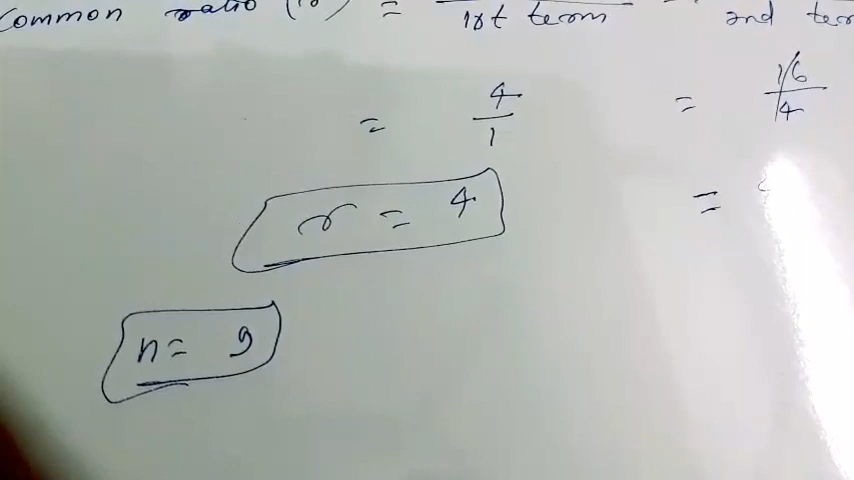 Common ratio (r) = 1st term 2nd term
= 4/1 = 16/4
r = 4 =
n = 9